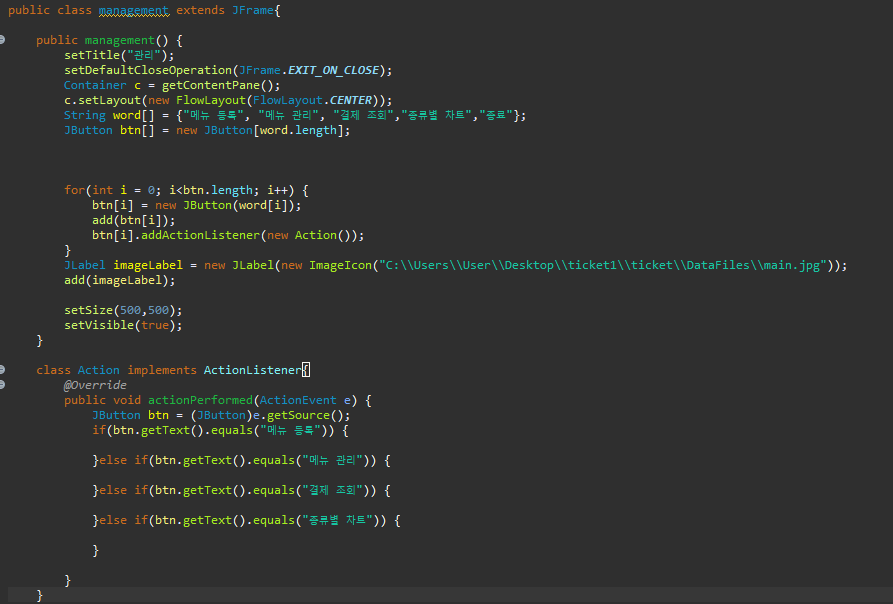 public class management extends JFrame{
public management() {
setTitle("관리");
setDefaultCloseOperation(JFrame.EXIT_ON_CLOSE);
Container c = getContentPane();
c.setLayout(new FlowLayout(FlowLayout.CENTER));
String word[] = {"메뉴 등록", "메뉴 관리", "결제 조회","종류별 차트","종료"};
JButton btn[] = new JButton[word.length];
for(int i = 0; i<btn.length; i++) {
btn[i] = new JButton(word[i]);
add(btn[i]);
btn[i].addActionListener(new Action());
}
JLabel imageLabel = new JLabel(new ImageIcon("C:\\Users\\User\\Desktop\\ticket1\\ticket\\DataFiles\\main.jpg"));
add(imageLabel);
setSize(500,500);
setVisible(true);
}
class Action implements ActionListener{
@Override
public void actionPerformed(ActionEvent e) {
JButton btn = (JButton)e.getSource();
if(btn.getText().equals("메뉴 등록")) {
}else if(btn.getText().equals("메뉴 관리")) {
}else if(btn.getText().equals("결제 조회")) {
}else if(btn.getText().equals("종류별 차트")) {
}
}
}